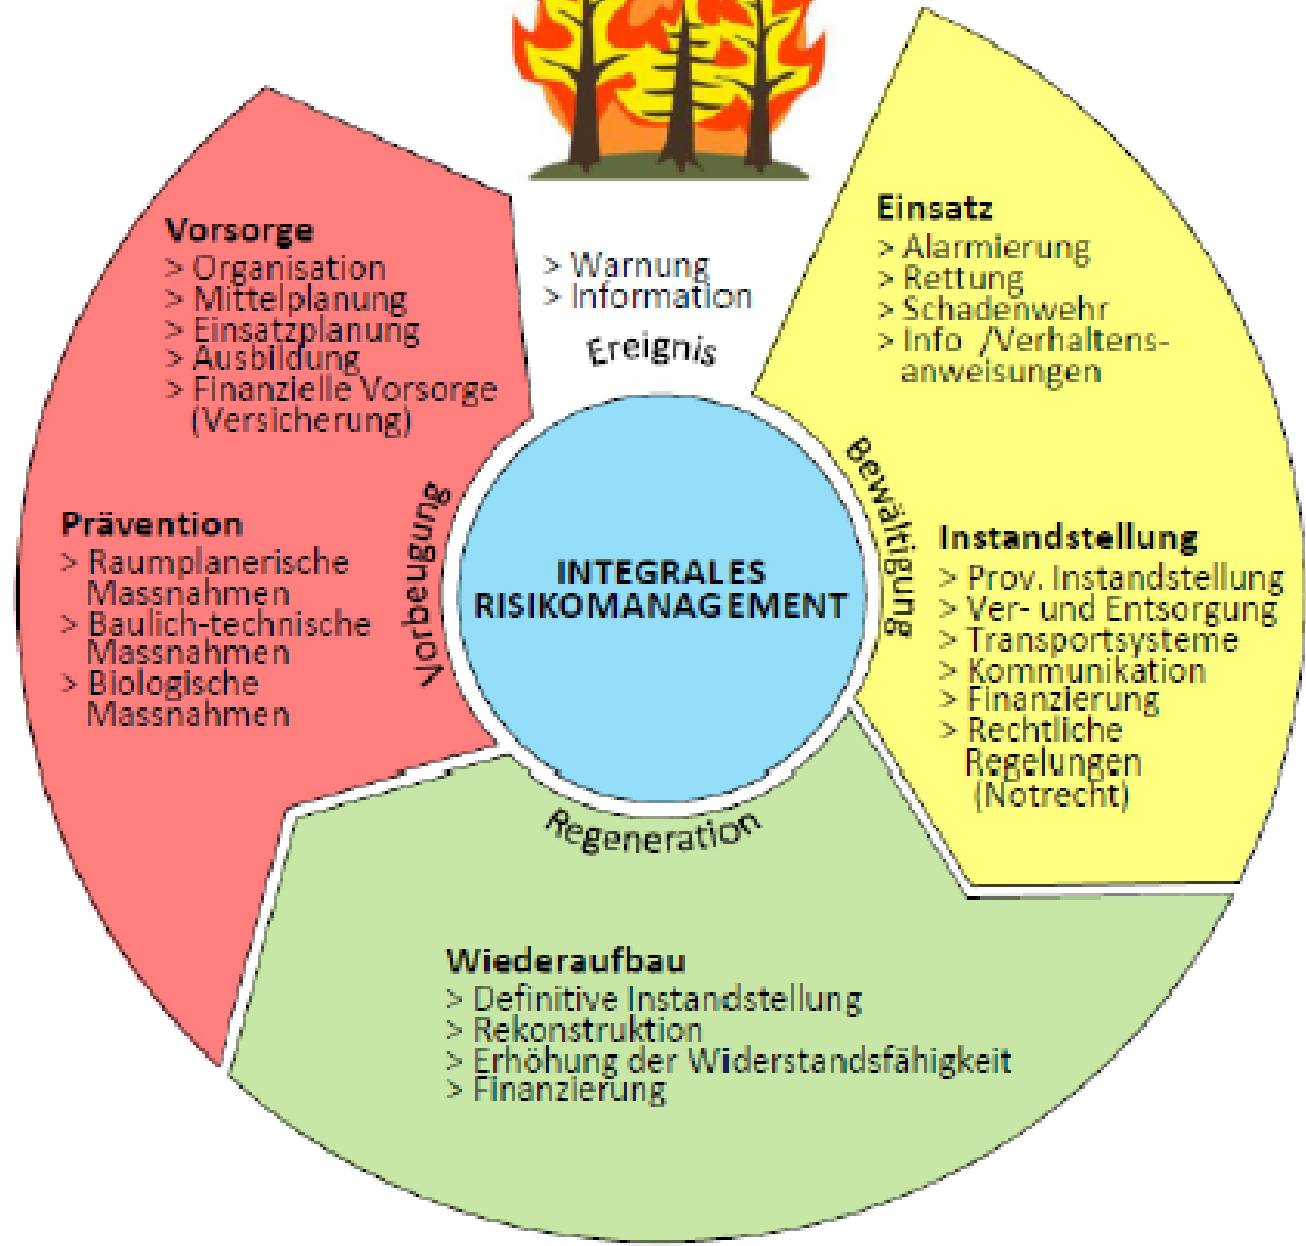 Vorsorge
> Organisation
> Mittelplanung
> Einsatzplanung
> Ausbildung
> Finanzielle Vorsorge
(Versicherung)
Prävention
> Raumplanerische
Massnahmen
> Baulich-technische
Massnahmen
> Biologische
Massnahmen
Vorbeugung
> Warnung
> Information
Ereignis
INTEGRALES
RISIKOMANAGEMENT
Einsatz
> Alarmierung
> Rettung
> Schadenwehr
> Info /Verhaltens-
anweisungen
Bewältigung
Instandstellung
> Prov. Instandstellung
> Ver- und Entsorgung
> Transportsysteme
> Kommunikation
> Finanzierung
> Rechtliche
Regelungen
(Notrecht)
Regeneration
Wiederaufbau
> Definitive Instandstellung
> Rekonstruktion
> Erhöhung der Widerstandsfähigkeit
> Finanzierung